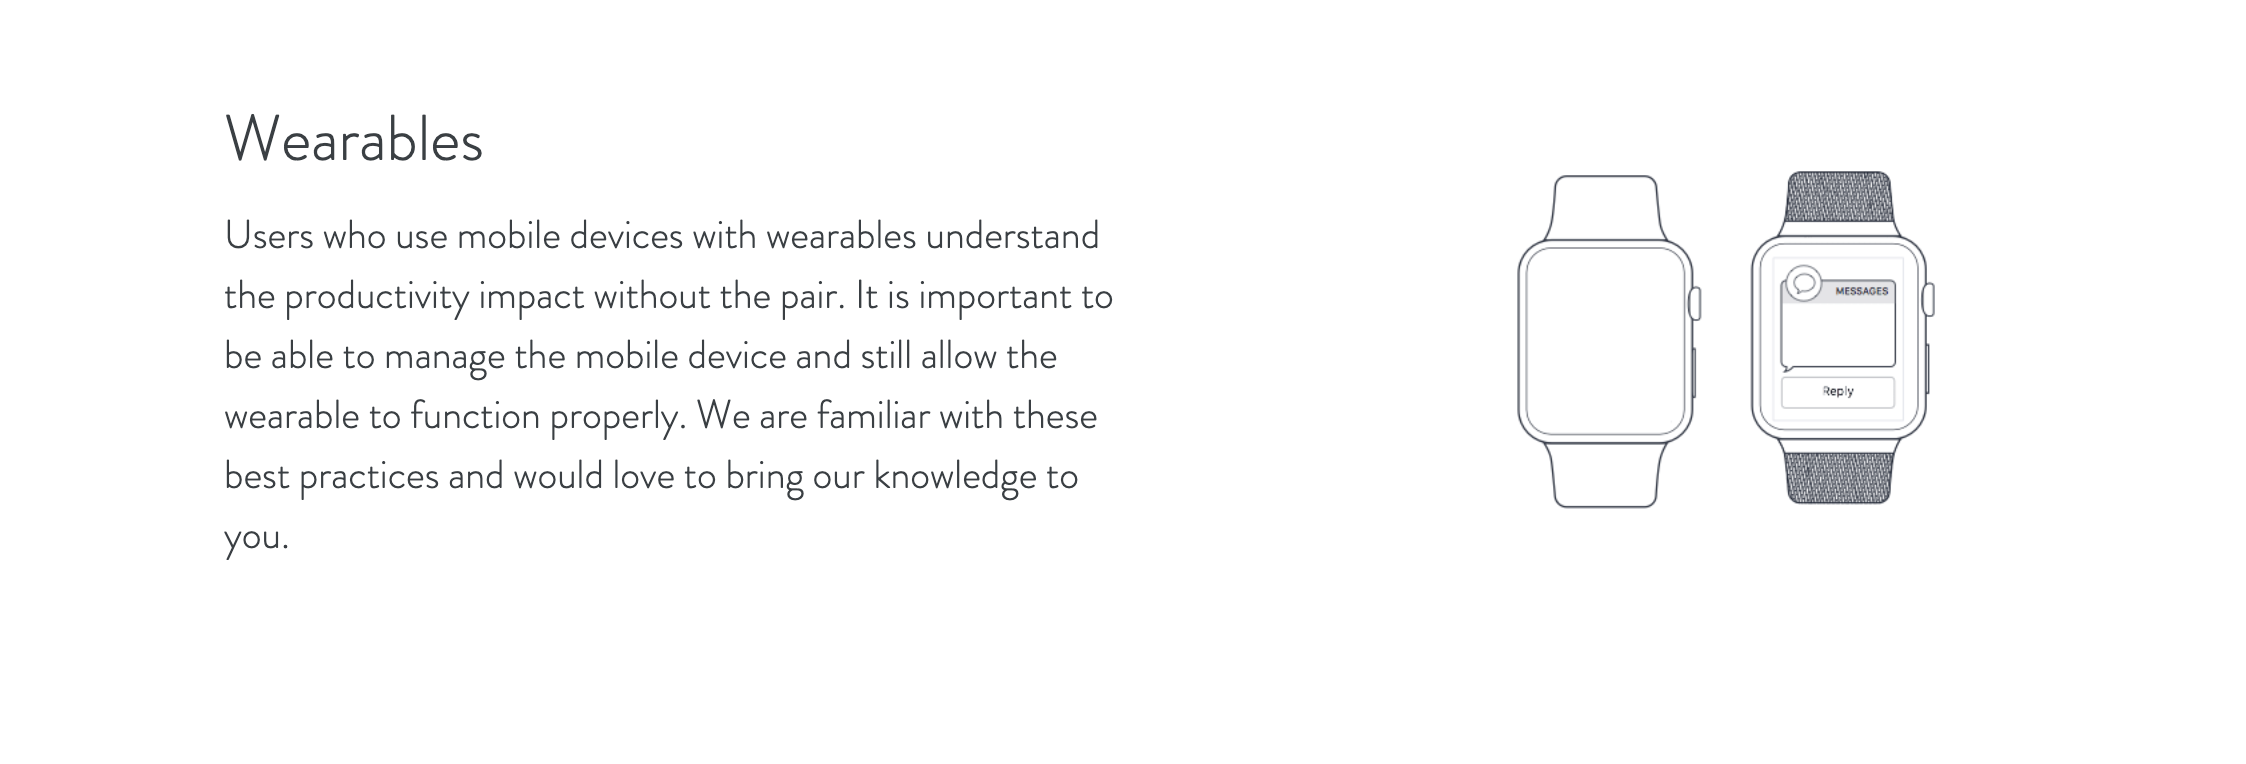 Wearables
Users who use mobile devices with wearables understand
the productivity impact without the pair. It is important to
be able to manage the mobile device and still allow the
wearable to function properly. We are familiar with these
best practices and would love to bring our knowledge to
you.
MESSAGES
Reply